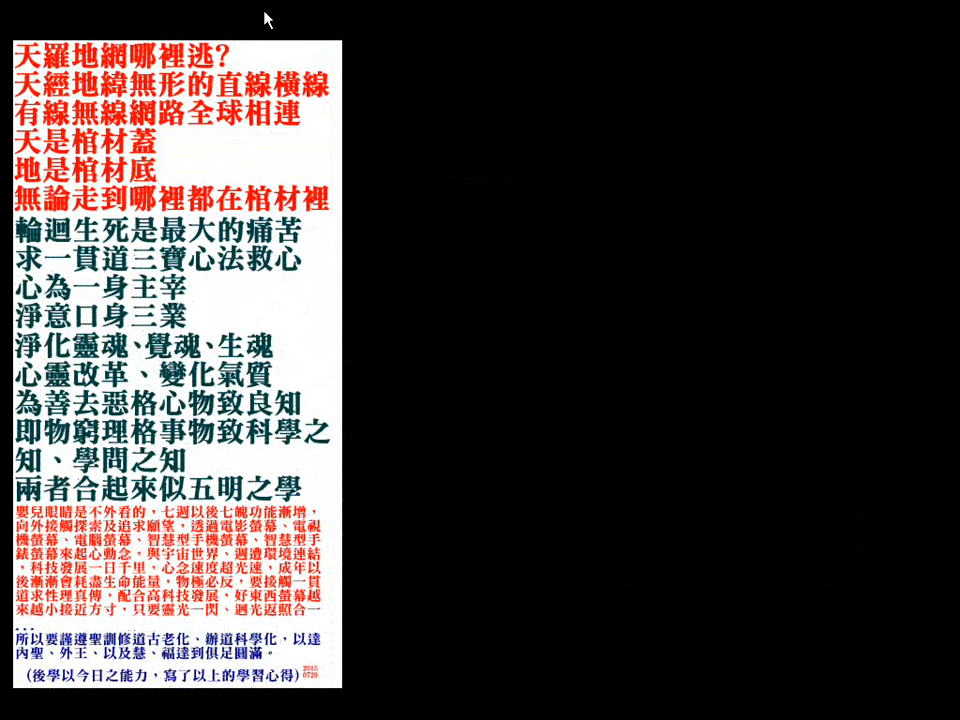 天羅地網哪裡逃?
天經地緯無形的直線橫線
有線無線網路全球相連
天是棺材蓋
地是棺材底
無論走到哪裡都在棺材裡
輪迴生死是最大的痛苦
求一貫道三寶心法救心
心為一身主宰
淨意口身三業
淨化靈魂、覺魂、生魂
心靈改革、變化氣質
為善去惡格心物致良知
即物窮理格事物致科學之
知、學問之知
兩者合起來似五明之學
嬰兒眼睛是不外看的，七週以後七魄功能漸增，
向外接觸探索及追求願望，透過電影螢幕、電視
機螢幕、電腦螢幕、智慧型手機螢幕、智慧型手
錶螢幕來起心動念，與宇宙世界、週遭環境連結
，科技發展一日千里，心念速度超光速，成年以
後漸漸會耗盡生命能量，物極必反，要接觸一貫
道求性理真傳，配合高科技發展，好東西螢幕越
來越小接近方寸，只要靈光一閃、迴光返照合一
...
所以要謹遵聖訓修道古老化、辦道科學化，以達
內聖、外王、以及慧、福達到俱足圓滿。
(後學以今日之能力，寫了以上的學習心得)
2015
0729